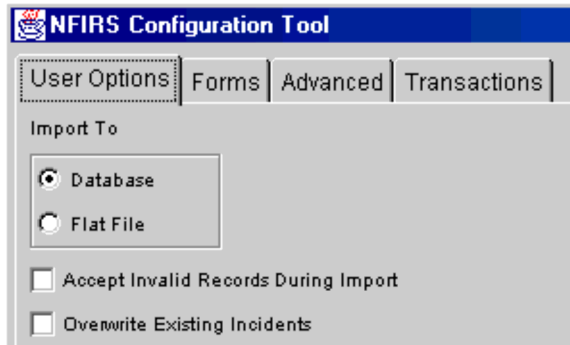 NFIRS Configuration Tool
User Options Forms Advanced Transactions
Import To
Database
Flat File
Accept Invalid Records During Import
Overwrite Existing Incidents